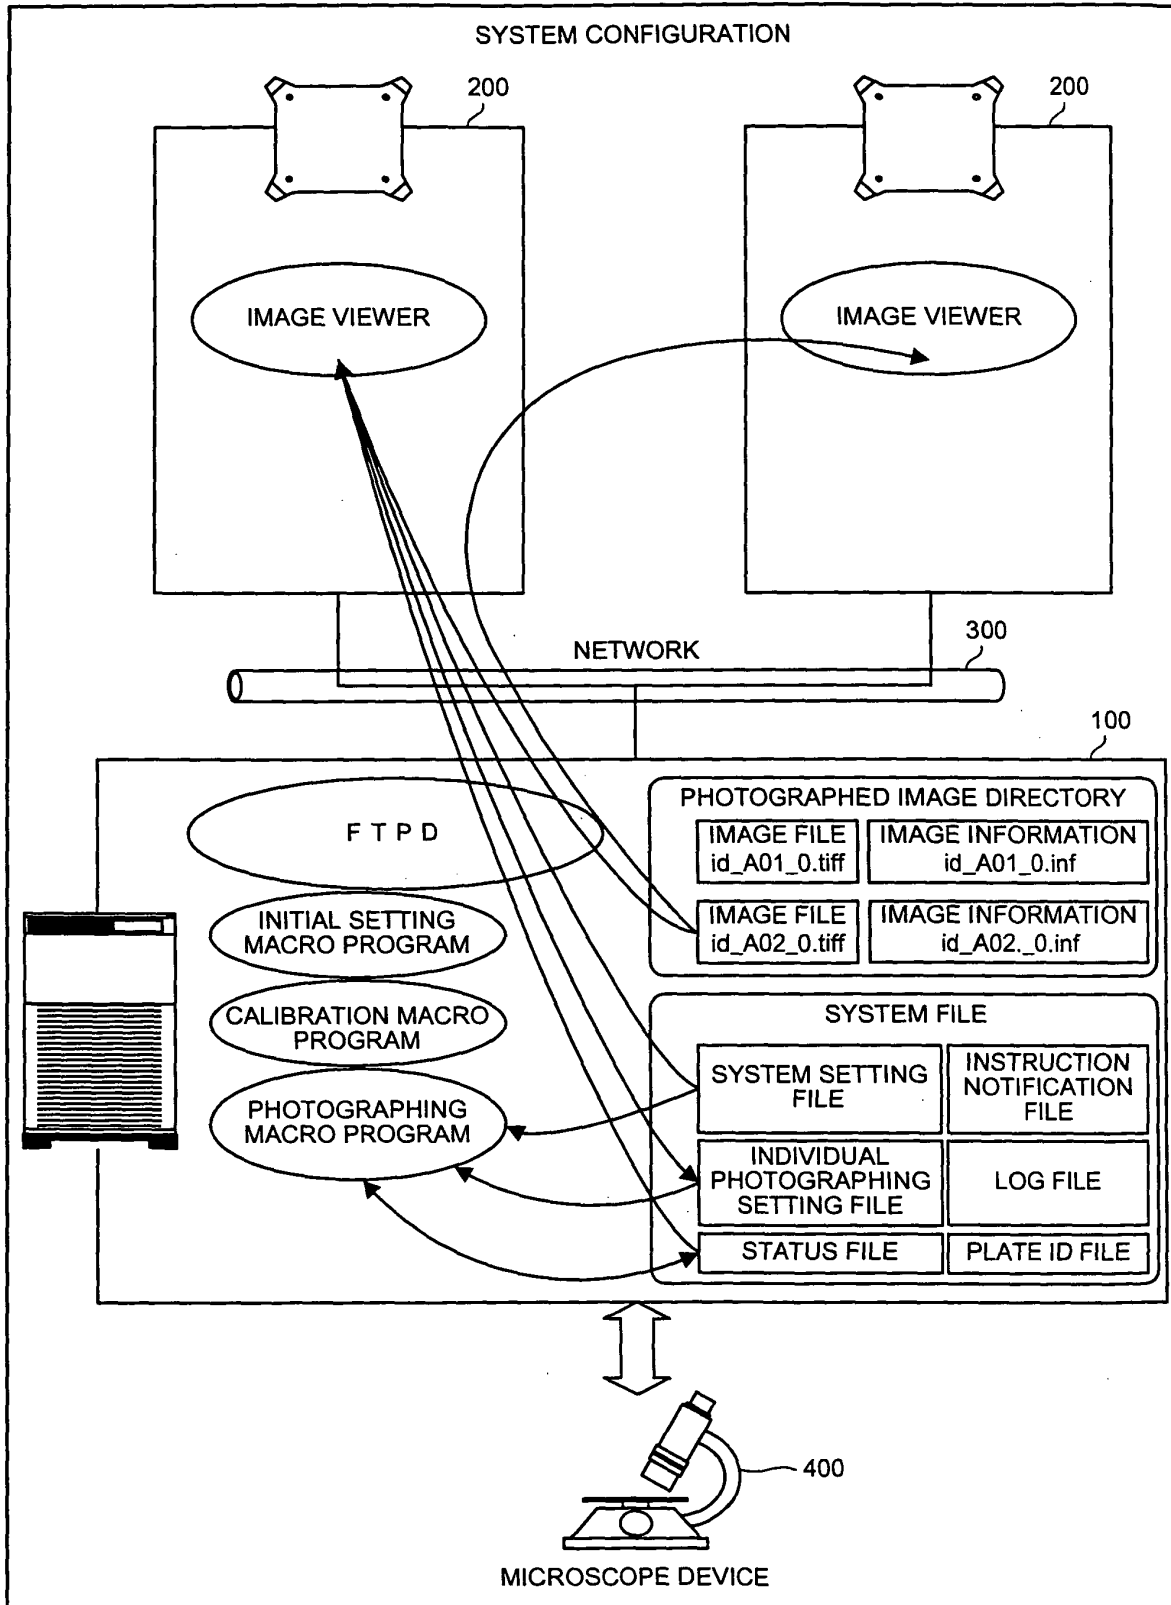 SYSTEM CONFIGURATION
200
200
IMAGE VIEWER
IMAGE VIEWER
NETWORK
300
100
F T P D
INITIAL SETTING
MACRO PROGRAM
CALIBRATION MACRO
PROGRAM
PHOTOGRAPHING
MACRO PROGRAM
PHOTOGRAPHED IMAGE DIRECTORY
IMAGE FILE
id_A01_0.tiff
IMAGE INFORMATION
id_A01_0.inf
IMAGE FILE
id_A02_0.tiff
IMAGE INFORMATION
id_A02._0.inf
SYSTEM FILE
SYSTEM SETTING
FILE
INSTRUCTION
NOTIFICATION
FILE
INDIVIDUAL
PHOTOGRAPHING
SETTING FILE
LOG FILE
STATUS FILE
PLATE ID FILE
400
MICROSCOPE DEVICE